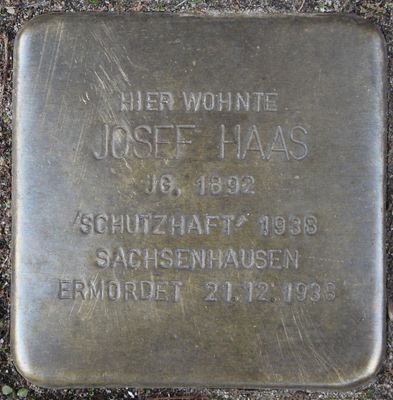 HIER WOHNTE
JOSEF HAAS
JG. 1892
'SCHUTZHAFT' 1938
SACHSENHAUSEN
ERMORDET 21.12.1938